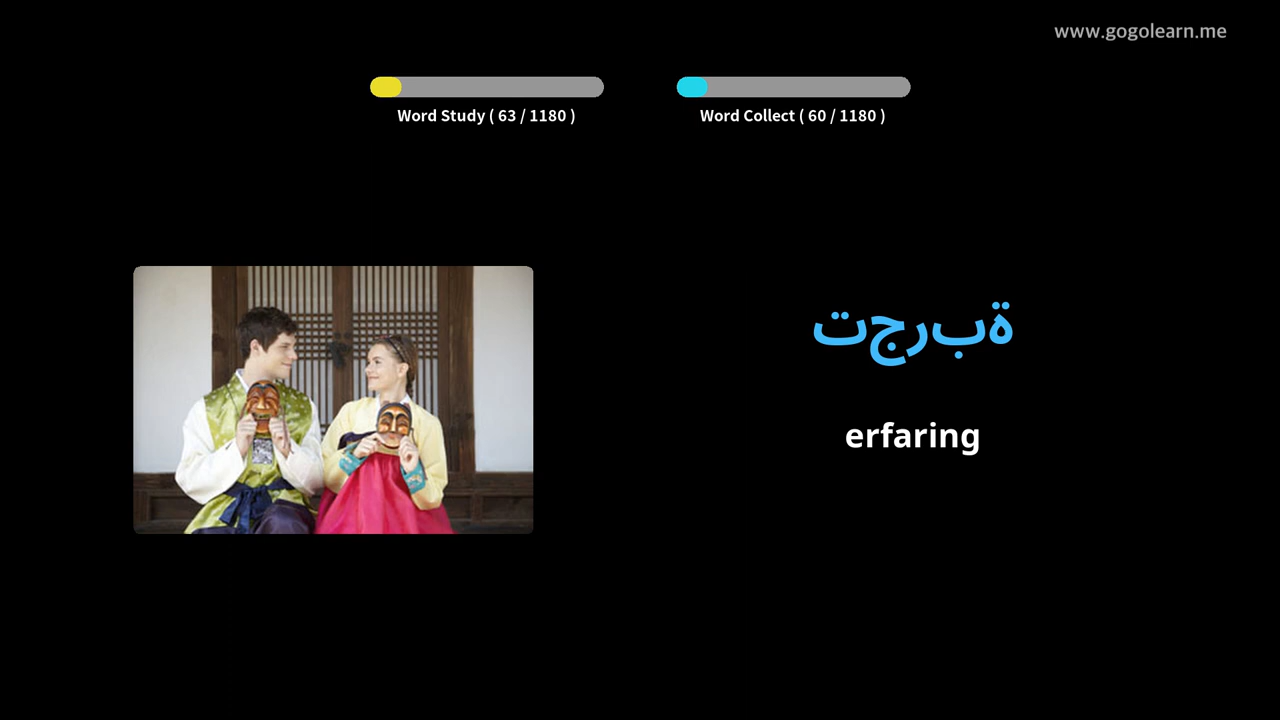 www.gogolearn.me
Word Study ( 63 / 1180 )
Word Collect ( 60 / 1180 )
تجربة
erfaring